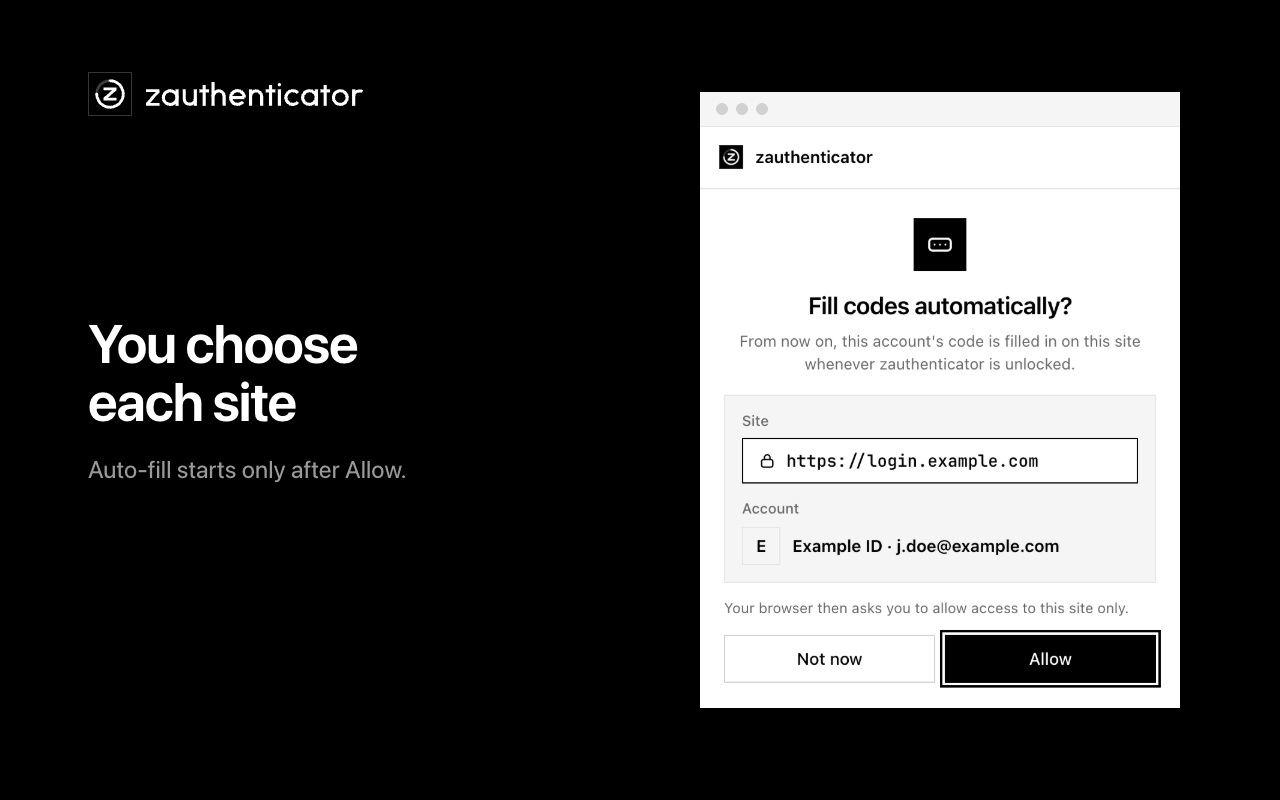 zauthenticator
You choose
each site
Auto-fill starts only after Allow.
zauthenticator
Fill codes automatically?
From now on, this account's code is filled in on this site
whenever zauthenticator is unlocked.
Site
https://login.example.com
Account
E
Example ID · j.doe@example.com
Your browser then asks you to allow access to this site only.
Not now
Allow